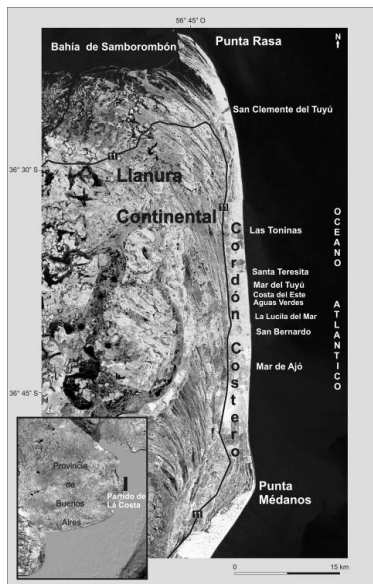 56° 45' O
Bahía de Samborombón
Punta Rasa
N
San Clemente del Tuyú
36° 30' S
Llanura
Continental
Cordón Costero
Las Toninas
OCEANO ATLANTICO
Santa Teresita
Mar del Tuyú
Costa del Este
Aguas Verdes
La Lucila del Mar
San Bernardo
Mar de Ajó
36° 45' S
Punta
Médanos
Provincia
de
Buenos
Aires
Partido de
La Costa
0
15 km